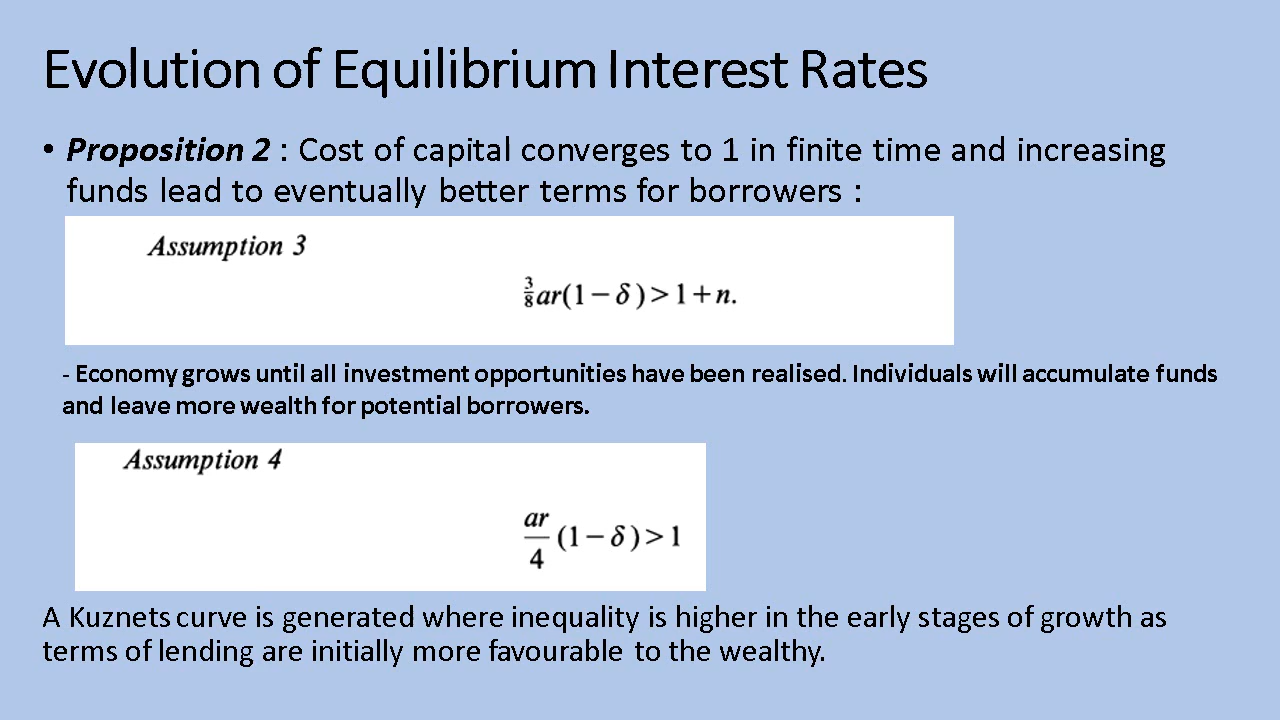 Evolution of Equilibrium Interest Rates
• Proposition 2 : Cost of capital converges to 1 in finite time and increasing
funds lead to eventually better terms for borrowers :
Assumption 3
⅜ar(1−δ)>1+n.
- Economy grows until all investment opportunities have been realised. Individuals will accumulate funds
and leave more wealth for potential borrowers.
Assumption 4
ar/4 (1−δ)>1
A Kuznets curve is generated where inequality is higher in the early stages of growth as
terms of lending are initially more favourable to the wealthy.